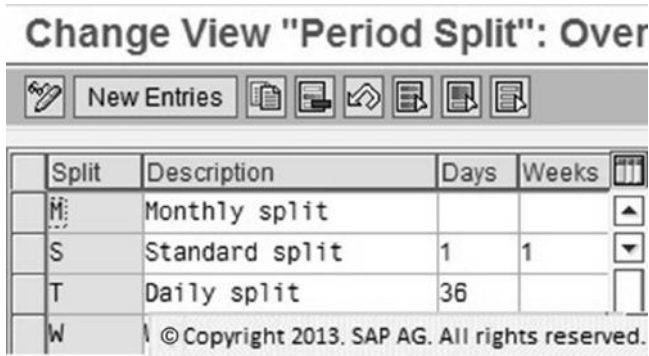 Change View "Period Split": Over
New Entries
Split Description Days Weeks
M Monthly split
S Standard split 1 1
T Daily split 36
W
© Copyright 2013. SAP AG. All rights reserved.